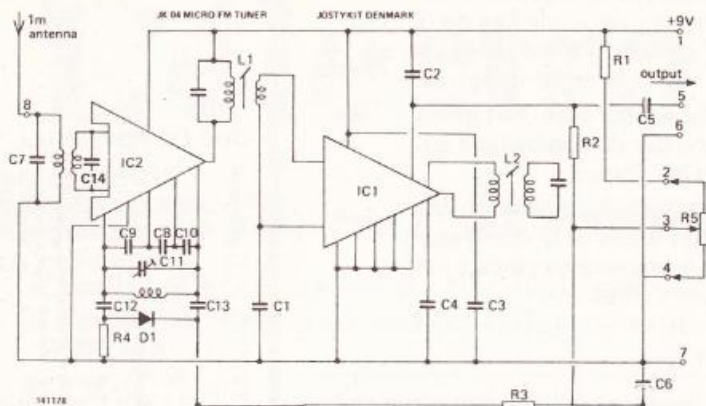 JK 04 MICRO FM TUNER JOSTYKIT DENMARK
1m
antenna
+9V
1
L1
R1
C2
output
8
5
C5
6
C7
C14
IC2
R2
IC1
L2
2
C9
C8
C10
3
R5
C11
4
C12
C13
C1
C4
C3
R4
D1
7
C6
R3
141178